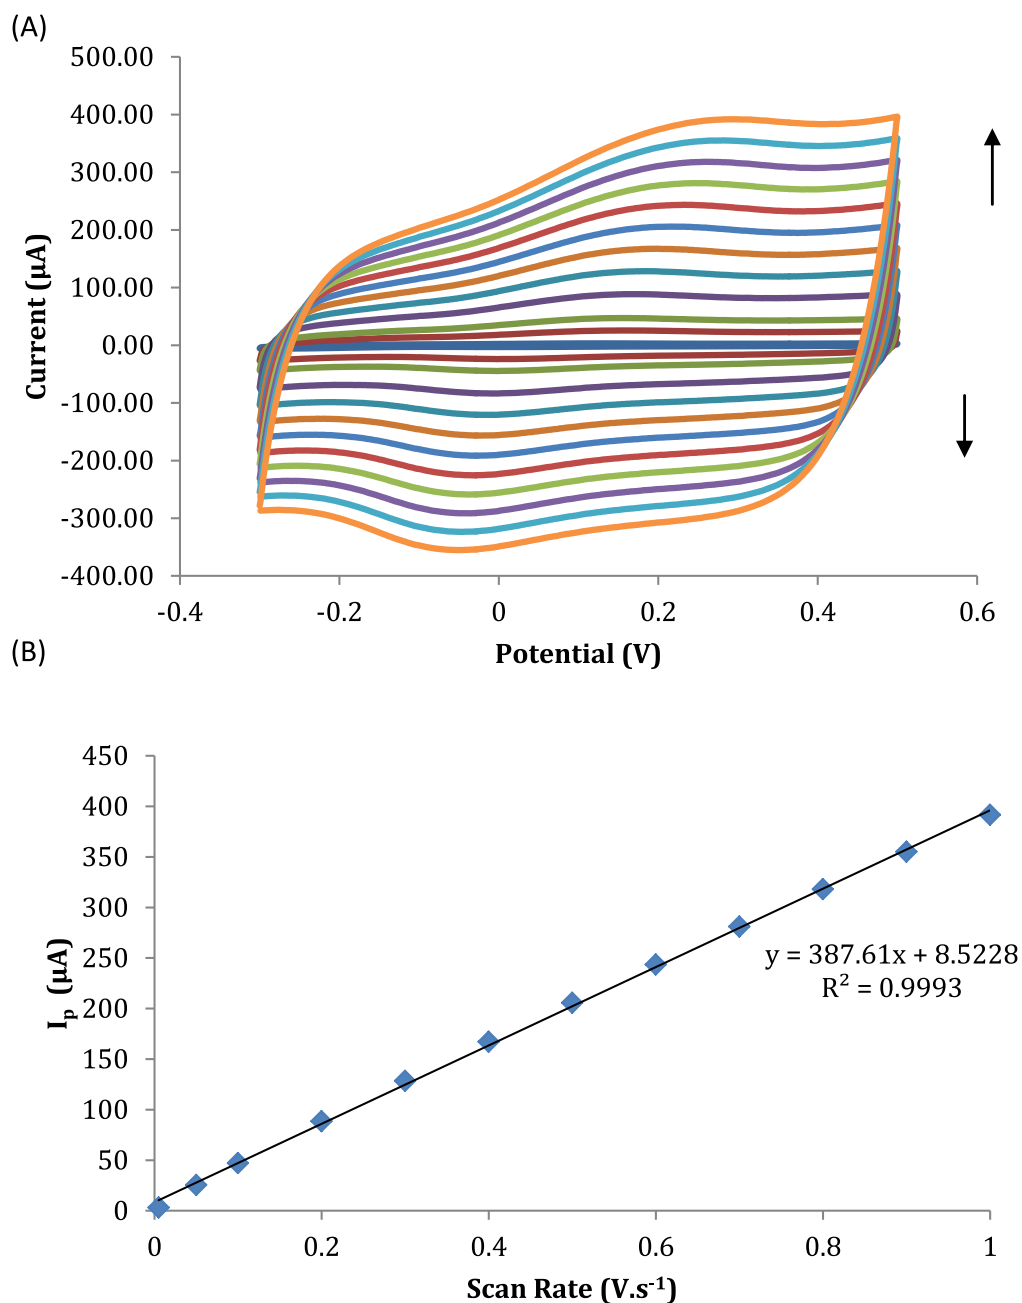 (A)
500.00
400.00
300.00
200.00
100.00
0.00
-100.00
-200.00
-300.00
-400.00
Current (µA)
-0.4 -0.2 0 0.2 0.4 0.6
Potential (V)
(B)
450
400
350
300
250
200
150
100
50
0
Iₚ (µA)
y = 387.61x + 8.5228
R² = 0.9993
0 0.2 0.4 0.6 0.8 1
Scan Rate (V.s⁻¹)